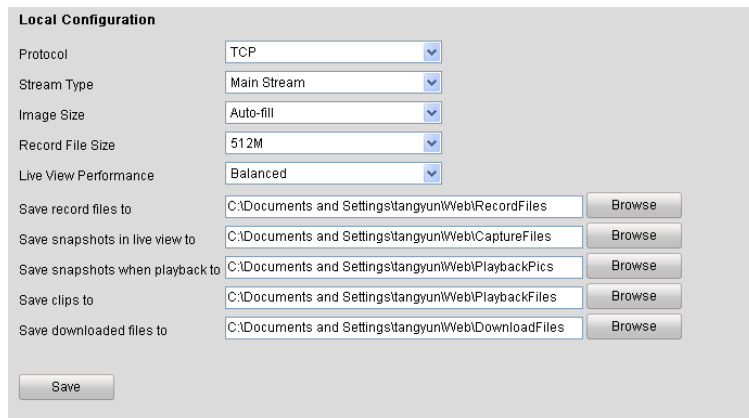 Local Configuration
Protocol TCP
Stream Type Main Stream
Image Size Auto-fill
Record File Size 512M
Live View Performance Balanced
Save record files to C:\Documents and Settings\tangyun\Web\RecordFiles Browse
Save snapshots in live view to C:\Documents and Settings\tangyun\Web\CaptureFiles Browse
Save snapshots when playback to C:\Documents and Settings\tangyun\Web\PlaybackPics Browse
Save clips to C:\Documents and Settings\tangyun\Web\PlaybackFiles Browse
Save downloaded files to C:\Documents and Settings\tangyun\Web\DownloadFiles Browse
Save